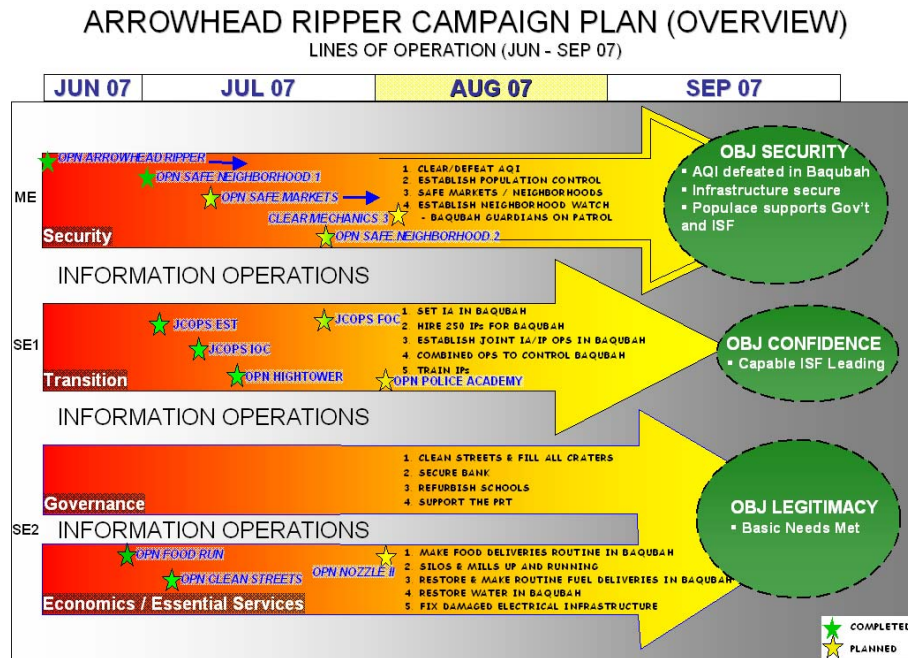 ARROWHEAD RIPPER CAMPAIGN PLAN (OVERVIEW)
LINES OF OPERATION (JUN - SEP 07)
JUN 07
JUL 07
AUG 07
SEP 07
ME
OPN ARROWHEAD RIPPER
OPN SAFE NEIGHBORHOOD 1
OPN SAFE MARKETS
CLEAR MECHANICS 3
OPN SAFE NEIGHBORHOOD 2
Security
1. CLEAR/DEFEAT AQI
2. ESTABLISH POPULATION CONTROL
3. SAFE MARKETS / NEIGHBORHOODS
4. ESTABLISH NEIGHBORHOOD WATCH
- BAQUBAH GUARDIANS ON PATROL
OBJ SECURITY
▪ AQI defeated in Baqubah
▪ Infrastructure secure
▪ Populace supports Gov't
and ISF
INFORMATION OPERATIONS
SE1
JCOPS EST
JCOPS FOC
JCOPS IOC
OPN HIGHTOWER
OPN POLICE ACADEMY
Transition
1. SET IA IN BAQUBAH
2. HIRE 250 IPs FOR BAQUBAH
3. ESTABLISH JOINT IA/IP OPS IN BAQUBAH
4. COMBINED OPS TO CONTROL BAQUBAH
5. TRAIN IPs
OBJ CONFIDENCE
▪ Capable ISF Leading
INFORMATION OPERATIONS
Governance
1. CLEAN STREETS & FILL ALL CRATERS
2. SECURE BANK
3. REFURBISH SCHOOLS
4. SUPPORT THE PRT
OBJ LEGITIMACY
▪ Basic Needs Met
SE2
INFORMATION OPERATIONS
OPN FOOD RUN
OPN CLEAN STREETS
OPN NOZZLE II
Economics / Essential Services
1. MAKE FOOD DELIVERIES ROUTINE IN BAQUBAH
2. SILOS & MILLS UP AND RUNNING
3. RESTORE & MAKE ROUTINE FUEL DELIVERIES IN BAQUBAH
4. RESTORE WATER IN BAQUBAH
5. FIX DAMAGED ELECTRICAL INFRASTRUCTURE
COMPLETED
PLANNED